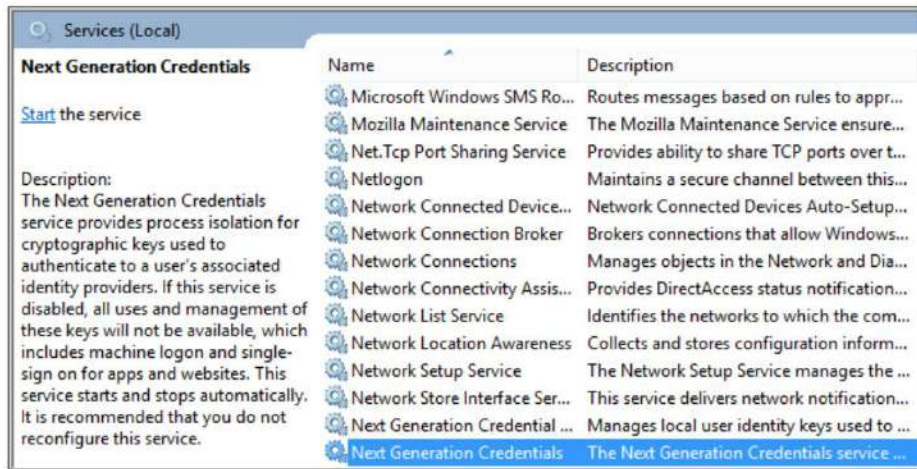 Services (Local)
Next Generation Credentials
Start the service
Description:
The Next Generation Credentials
service provides process isolation for
cryptographic keys used to
authenticate to a user's associated
identity providers. If this service is
disabled, all uses and management of
these keys will not be available, which
includes machine logon and single-
sign on for apps and websites. This
service starts and stops automatically.
It is recommended that you do not
reconfigure this service.
Name Description
Microsoft Windows SMS Ro... Routes messages based on rules to appr...
Mozilla Maintenance Service The Mozilla Maintenance Service ensure...
Net.Tcp Port Sharing Service Provides ability to share TCP ports over t...
Netlogon Maintains a secure channel between this...
Network Connected Device... Network Connected Devices Auto-Setup...
Network Connection Broker Brokers connections that allow Windows...
Network Connections Manages objects in the Network and Dia...
Network Connectivity Assis... Provides DirectAccess status notification...
Network List Service Identifies the networks to which the com...
Network Location Awareness Collects and stores configuration inform...
Network Setup Service The Network Setup Service manages the ...
Network Store Interface Ser... This service delivers network notification...
Next Generation Credential ... Manages local user identity keys used to ...
Next Generation Credentials The Next Generation Credentials service ...